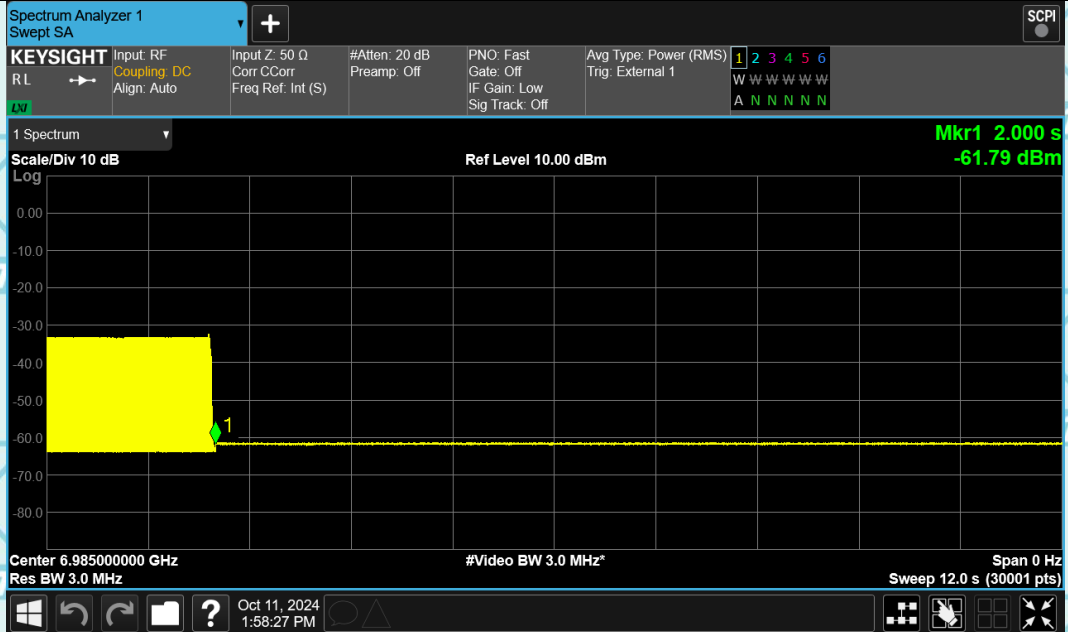 Spectrum Analyzer 1
Swept SA
SCPI
KEYSIGHT
R L
LXI
Input: RF
Coupling: DC
Align: Auto
Input Z: 50 Ω
Corr CCorr
Freq Ref: Int (S)
#Atten: 20 dB
Preamp: Off
PNO: Fast
Gate: Off
IF Gain: Low
Sig Track: Off
Avg Type: Power (RMS)
Trig: External 1
1 2 3 4 5 6
W W W W W W
A N N N N N
1 Spectrum
Mkr1 2.000 s
-61.79 dBm
Scale/Div 10 dB
Ref Level 10.00 dBm
Log
0.00
-10.0
-20.0
-30.0
-40.0
-50.0
-60.0
-70.0
-80.0
1
Center 6.985000000 GHz
#Video BW 3.0 MHz*
Span 0 Hz
Res BW 3.0 MHz
Sweep 12.0 s (30001 pts)
?
Oct 11, 2024
1:58:27 PM